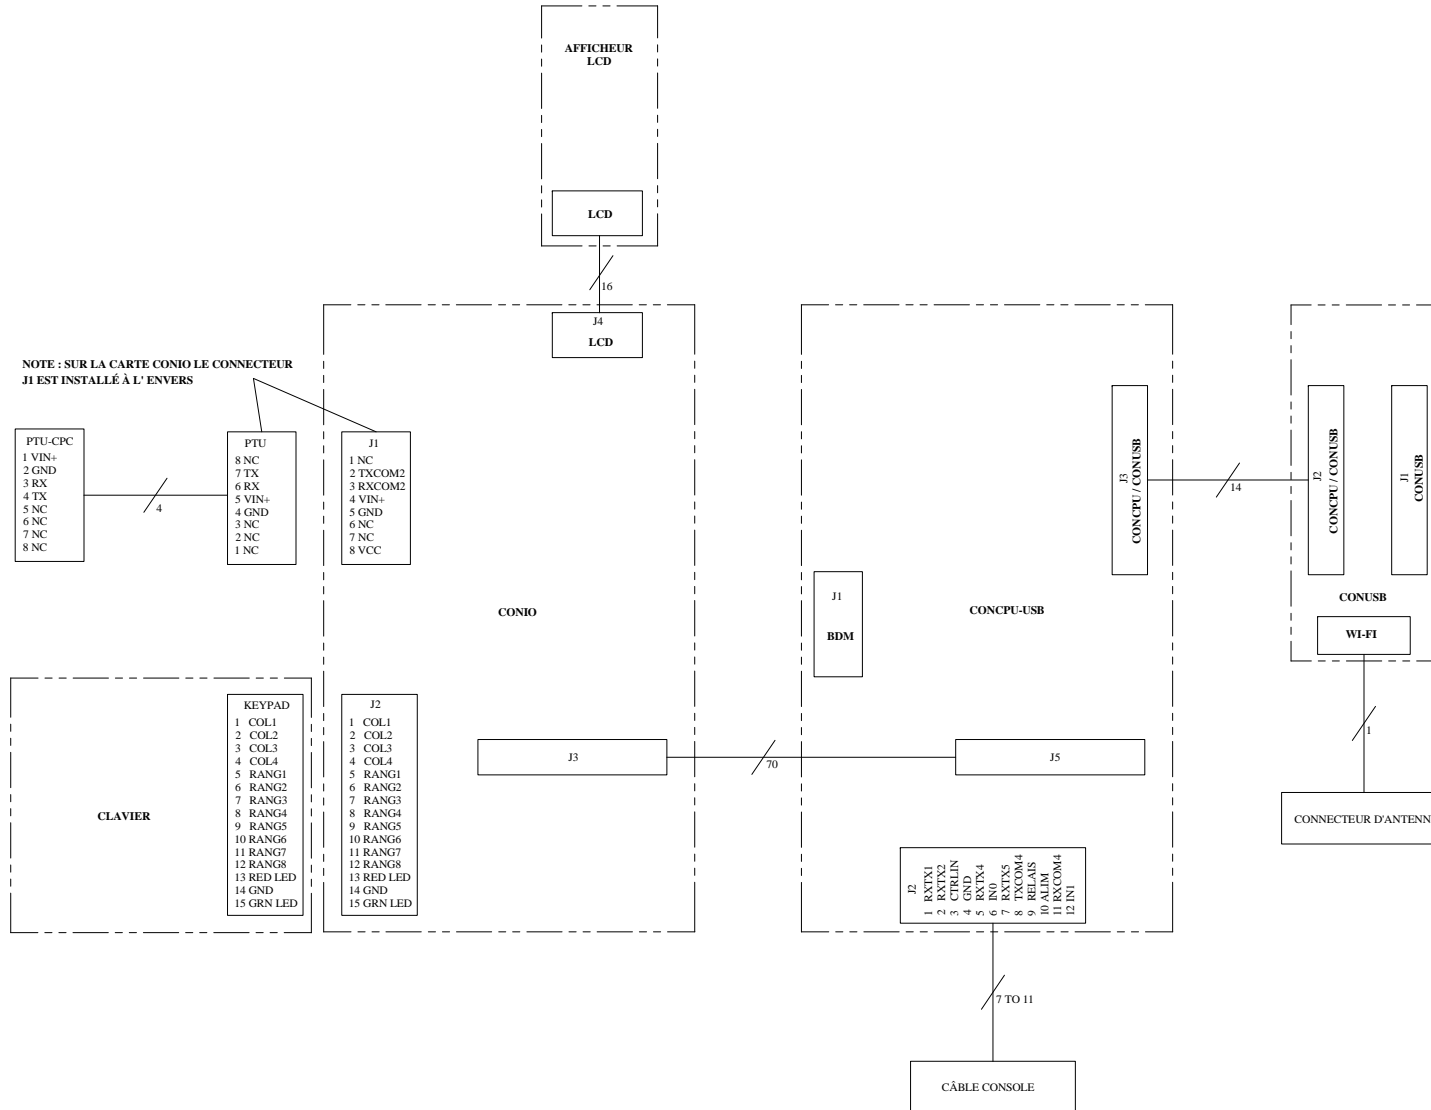 AFFICHEUR
LCD
LCD
16
J4
LCD
NOTE : SUR LA CARTE CONIO LE CONNECTEUR
J1 EST INSTALLÉ À L' ENVERS
PTU-CPC
1 VIN+
2 GND
3 RX
4 TX
5 NC
6 NC
7 NC
8 NC
4
PTU
8 NC
7 TX
6 RX
5 VIN+
4 GND
3 NC
2 NC
1 NC
J1
1 NC
2 TXCOM2
3 RXCOM2
4 VIN+
5 GND
6 NC
7 NC
8 VCC
CONIO
J1
BDM
CONCPU-USB
J3
CONCPU / CONUSB
14
J2
CONCPU / CONUSB
J1
CONUSB
CONUSB
WI-FI
1
CONNECTEUR D'ANTENN
CLAVIER
KEYPAD
1 COL1
2 COL2
3 COL3
4 COL4
5 RANG1
6 RANG2
7 RANG3
8 RANG4
9 RANG5
10 RANG6
11 RANG7
12 RANG8
13 RED LED
14 GND
15 GRN LED
J2
1 COL1
2 COL2
3 COL3
4 COL4
5 RANG1
6 RANG2
7 RANG3
8 RANG4
9 RANG5
10 RANG6
11 RANG7
12 RANG8
13 RED LED
14 GND
15 GRN LED
J3
70
J5
J2
1 RXTX1
2 RXTX2
3 CTRLIN
4 GND
5 RXTX4
6 IN0
7 RXTX5
8 TXCOM4
9 RELAIS
10 ALIM
11 RXCOM4
12 IN1
7 TO 11
CÂBLE CONSOLE